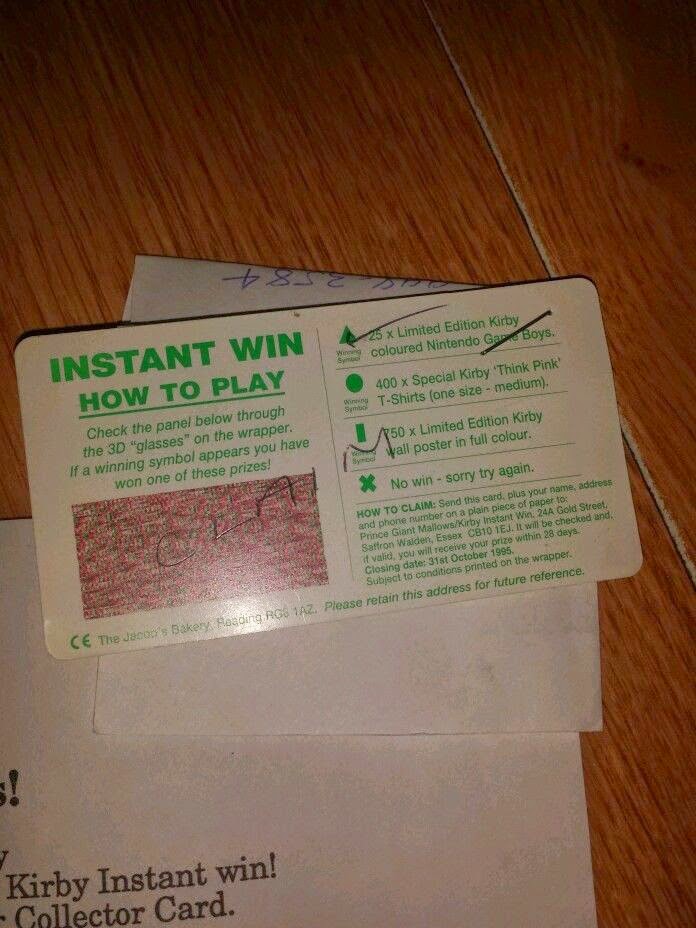 INSTANT WIN
HOW TO PLAY
Check the panel below through
the 3D "glasses" on the wrapper.
If a winning symbol appears you have
won one of these prizes!
CE The Jacob's Bakery, Reading RG6 1AZ. Please retain this address for future reference.
Winning Symbol
25 x Limited Edition Kirby
coloured Nintendo Game Boys.
Winning Symbol
400 x Special Kirby 'Think Pink'
T-Shirts (one size - medium).
Winning Symbol
750 x Limited Edition Kirby
wall poster in full colour.
No win - sorry try again.
HOW TO CLAIM: Send this card, plus your name, address
and phone number on a plain piece of paper to:
Prince Giant Mallows/Kirby Instant Win, 24A Gold Street,
Saffron Walden, Essex CB10 1EJ. It will be checked and,
if valid, you will receive your prize within 28 days.
Closing date: 31st October 1995.
Subject to conditions printed on the wrapper.
s!
y
Kirby Instant win!
r Collector Card.